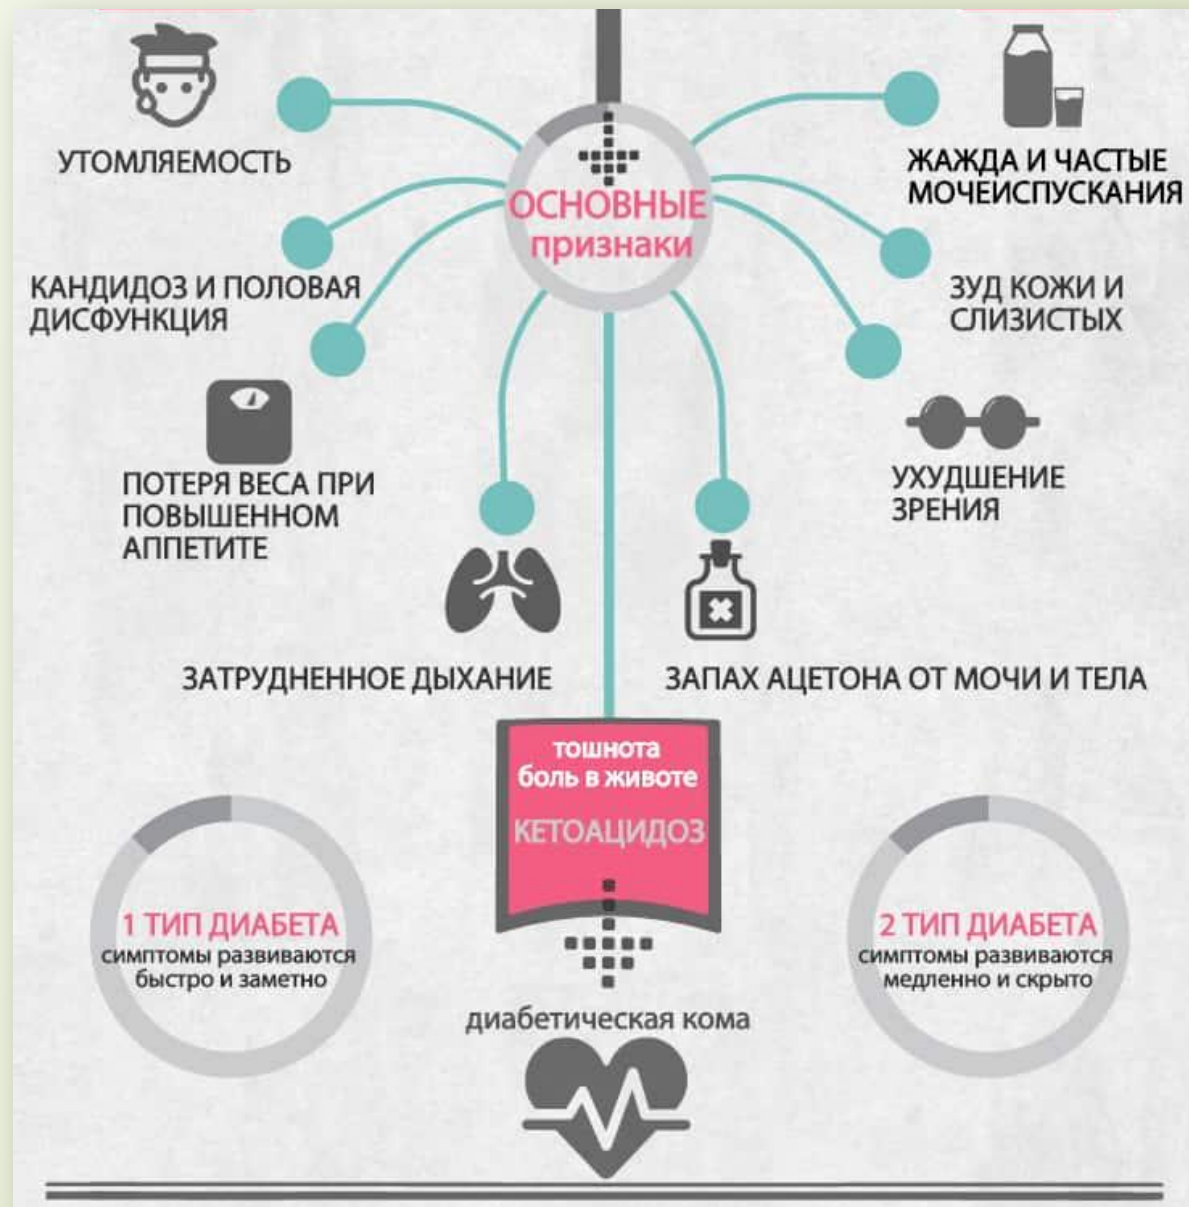 УТОМЛЯЕМОСТЬ
ЖАЖДА И ЧАСТЫЕ
МОЧЕИСПУСКАНИЯ
ОСНОВНЫЕ
признаки
КАНДИДОЗ И ПОЛОВАЯ
ДИСФУНКЦИЯ
ЗУД КОЖИ И
СЛИЗИСТЫХ
ПОТЕРЯ ВЕСА ПРИ
ПОВЫШЕННОМ
АППЕТИТЕ
УХУДШЕНИЕ
ЗРЕНИЯ
ЗАТРУДНЕННОЕ ДЫХАНИЕ
ЗАПАХ АЦЕТОНА ОТ МОЧИ И ТЕЛА
тошнота
боль в животе
КЕТОАЦИДОЗ
1 ТИП ДИАБЕТА
симптомы развиваются
быстро и заметно
2 ТИП ДИАБЕТА
симптомы развиваются
медленно и скрыто
диабетическая кома